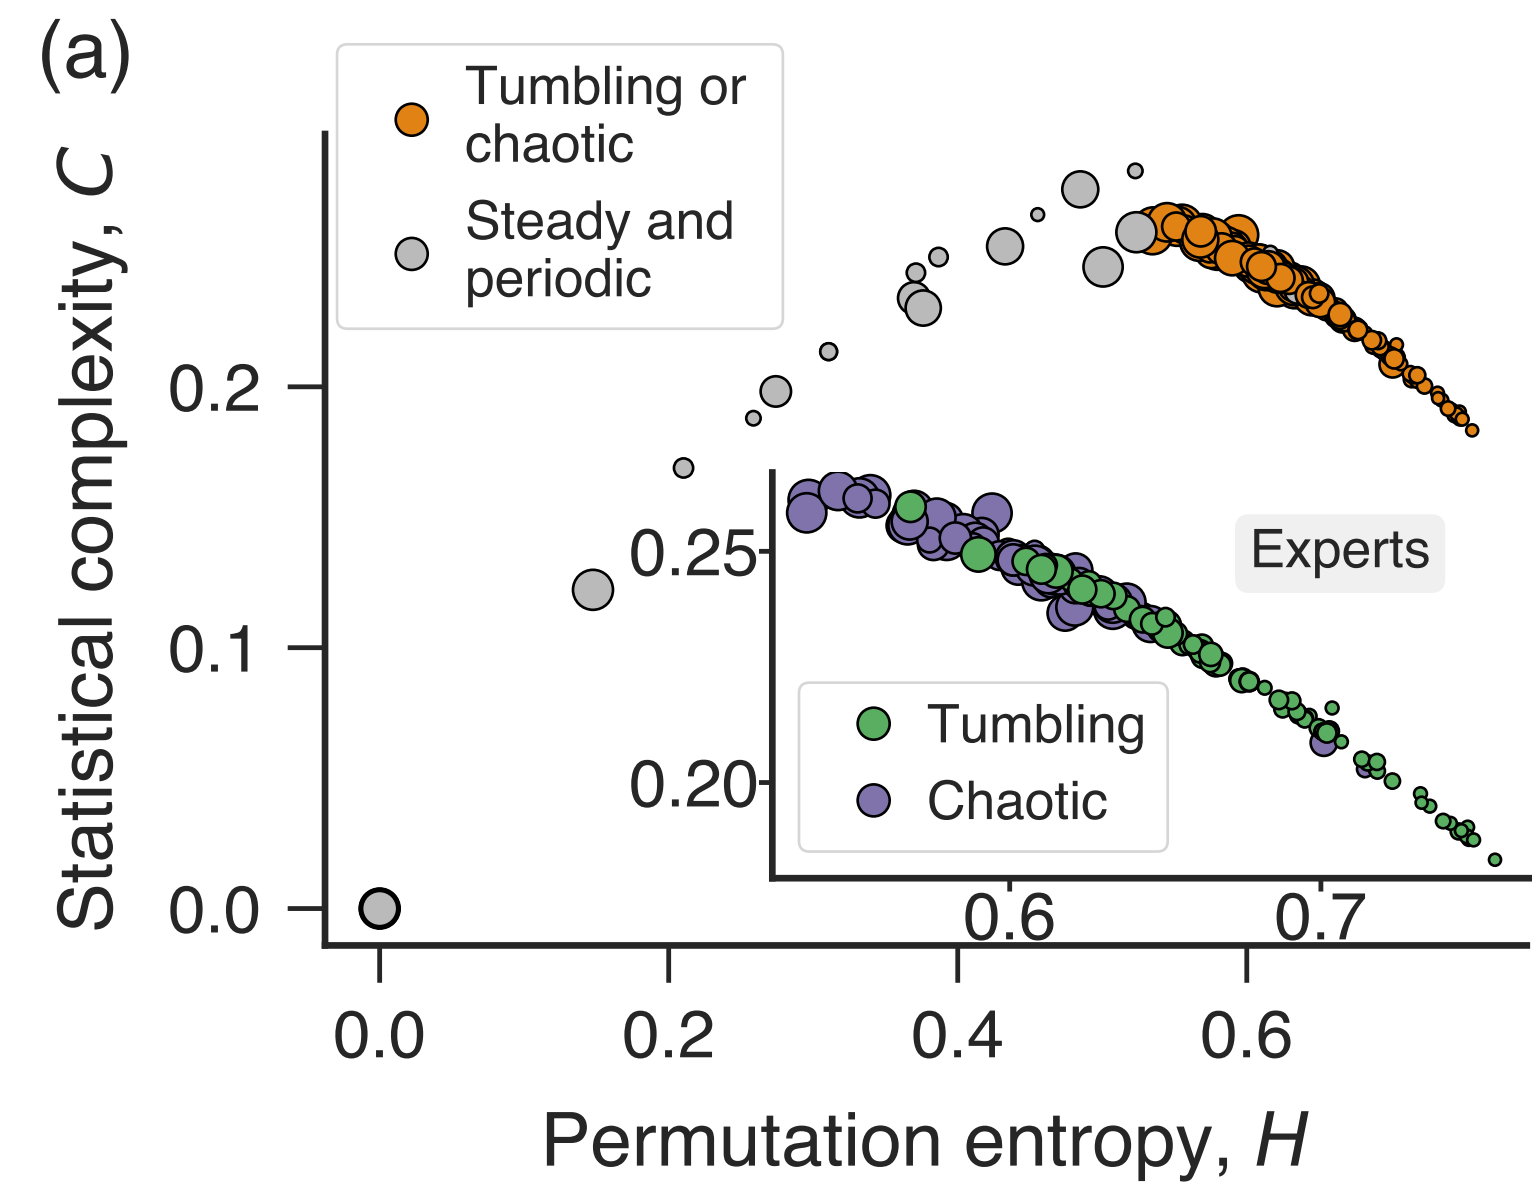 (a)
Tumbling or
chaotic
Steady and
periodic
Statistical complexity, C
0.2
0.1
0.0
0.25
0.20
Experts
Tumbling
Chaotic
0.6 0.7
0.0 0.2 0.4 0.6
Permutation entropy, H